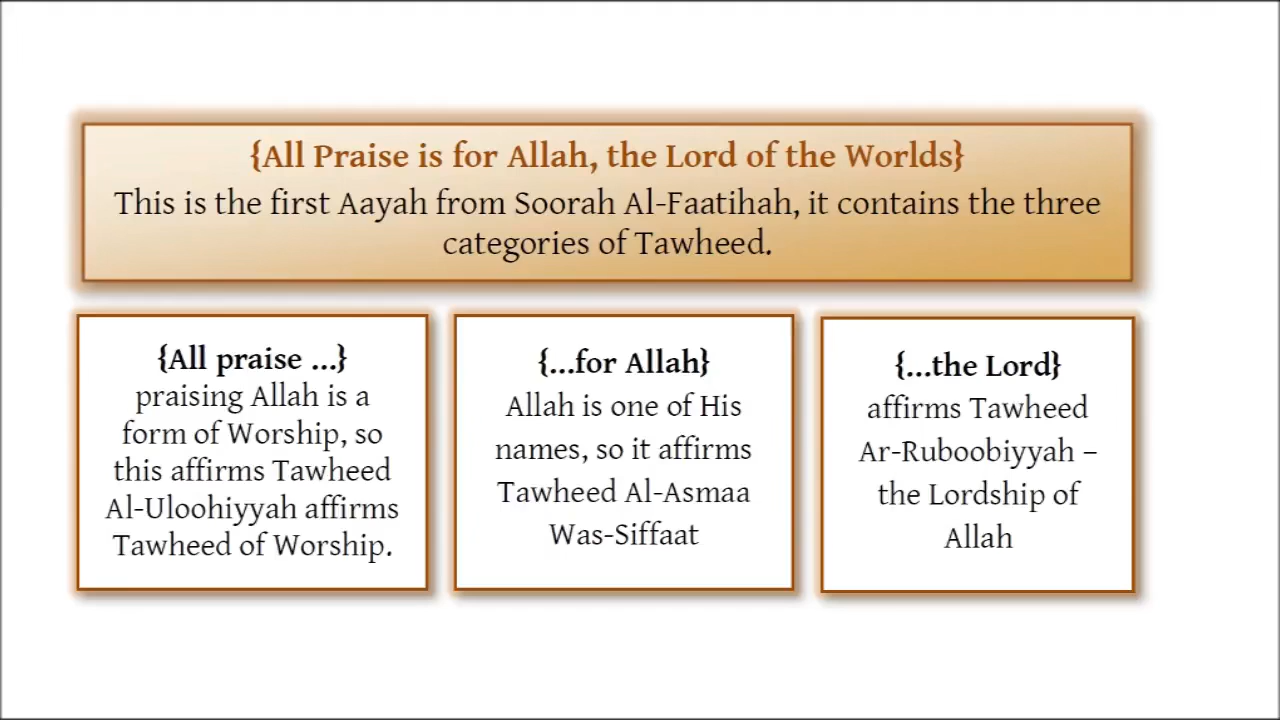 {All Praise is for Allah, the Lord of the Worlds}
This is the first Aayah from Soorah Al-Faatihah, it contains the three
categories of Tawheed.
{All praise ...}
praising Allah is a
form of Worship, so
this affirms Tawheed
Al-Uloohiyyah affirms
Tawheed of Worship.
{...for Allah}
Allah is one of His
names, so it affirms
Tawheed Al-Asmaa
Was-Siffaat
{...the Lord}
affirms Tawheed
Ar-Ruboobiyyah –
the Lordship of
Allah